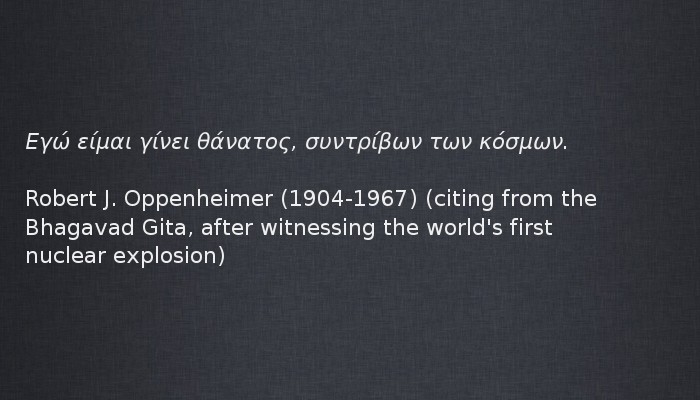 Εγώ είμαι γίνει θάνατος, συντρίβων των κόσμων.
Robert J. Oppenheimer (1904-1967) (citing from the
Bhagavad Gita, after witnessing the world's first
nuclear explosion)